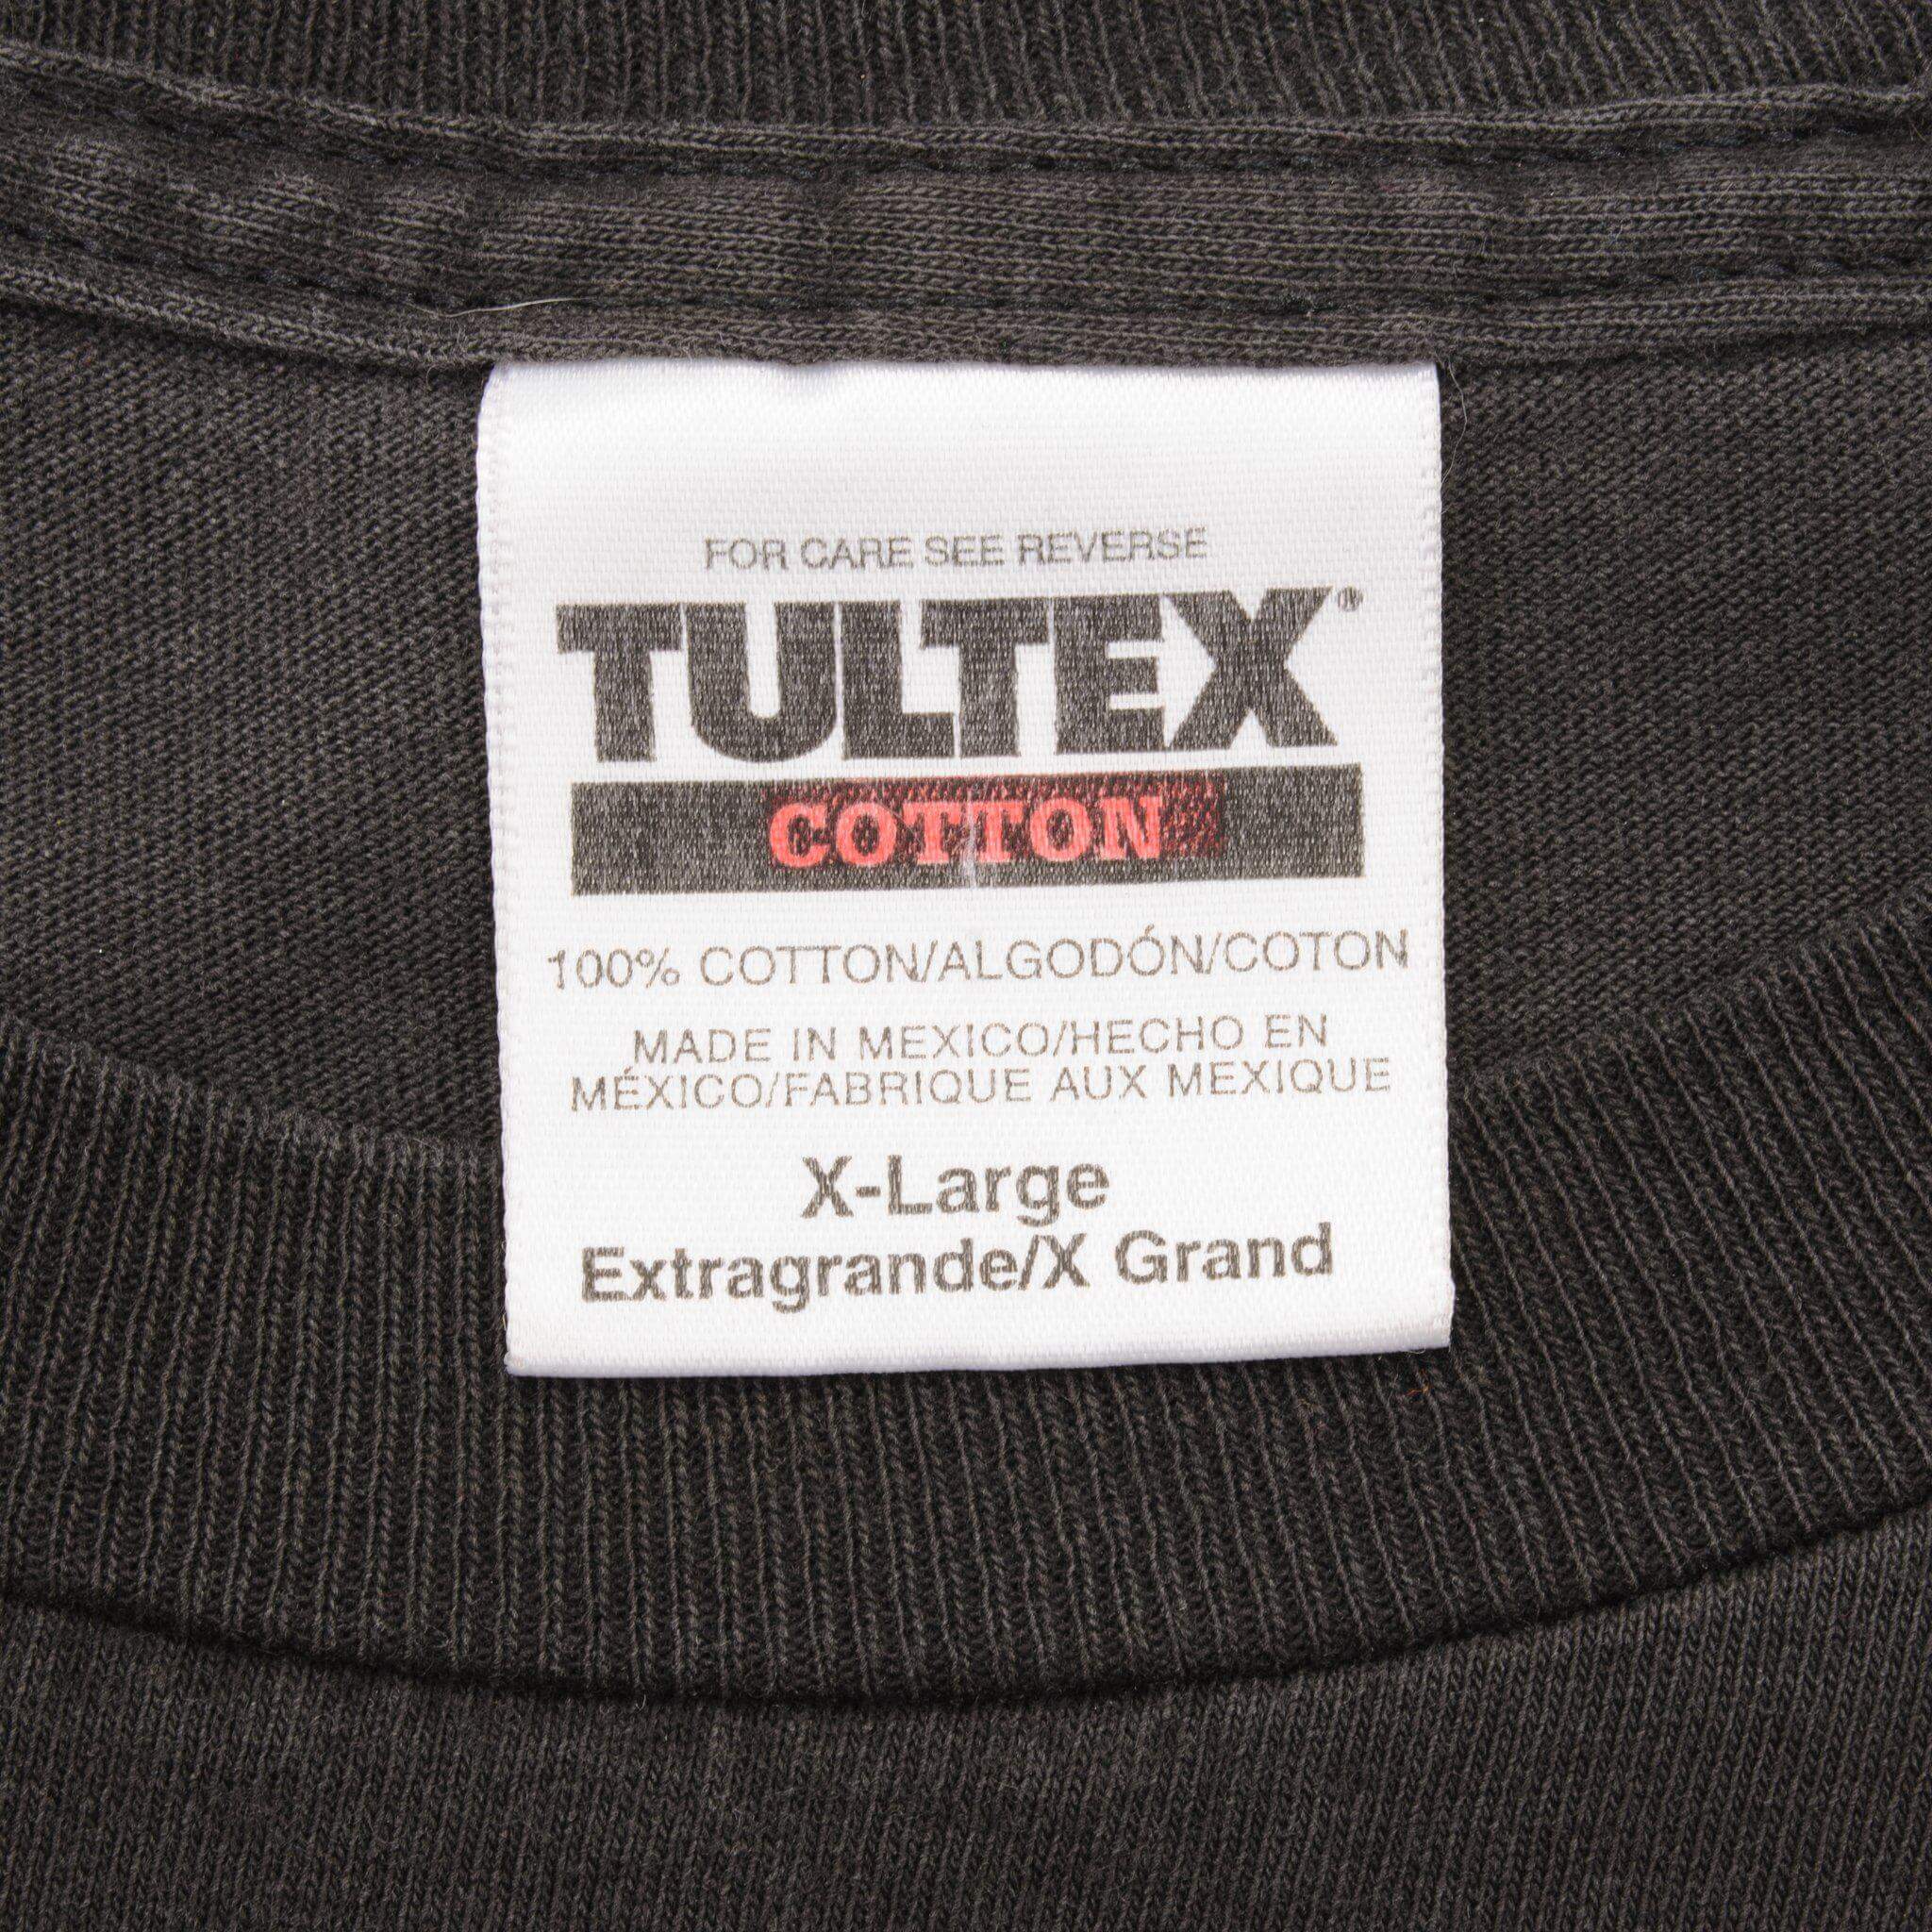 FOR CARE SEE REVERSE
TULTEX®
COTTON
100% COTTON/ALGODÓN/COTON
MADE IN MEXICO/HECHO EN
MÉXICO/FABRIQUE AUX MEXIQUE
X-Large
Extragrande/X Grand